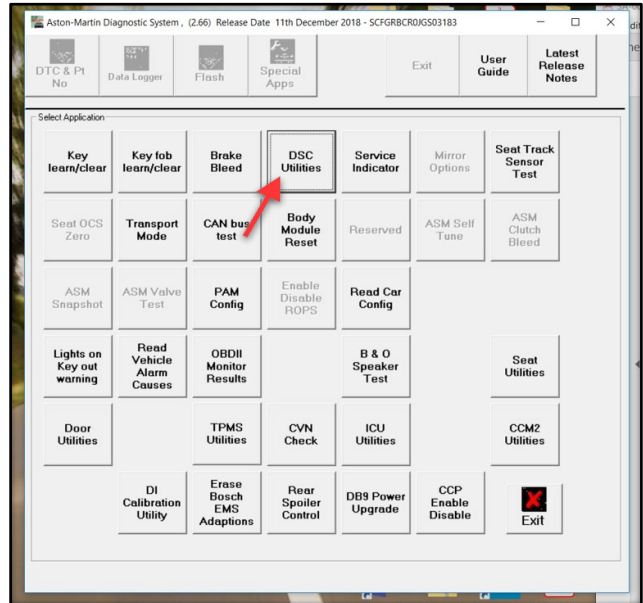 Aston-Martin Diagnostic System , (2.66) Release Date 11th December 2018 - SCFGRBCR0JGS03183
DTC & Pt
No
Data Logger
Flash
Special
Apps
Exit
User
Guide
Latest
Release
Notes
Select Application
Key
learn/clear
Key fob
learn/clear
Brake
Bleed
DSC
Utilities
Service
Indicator
Mirror
Options
Seat Track
Sensor
Test
Seat OCS
Zero
Transport
Mode
CAN bus
test
Body
Module
Reset
Reserved
ASM Self
Tune
ASM
Clutch
Bleed
ASM
Snapshot
ASM Valve
Test
PAM
Config
Enable
Disable
ROPS
Read Car
Config
Lights on
Key out
warning
Read
Vehicle
Alarm
Causes
OBDII
Monitor
Results
B & O
Speaker
Test
Seat
Utilities
Door
Utilities
TPMS
Utilities
CVN
Check
ICU
Utilities
CCM2
Utilities
DI
Calibration
Utility
Erase
Bosch
EMS
Adaptions
Rear
Spoiler
Control
DB9 Power
Upgrade
CCP
Enable
Disable
Exit